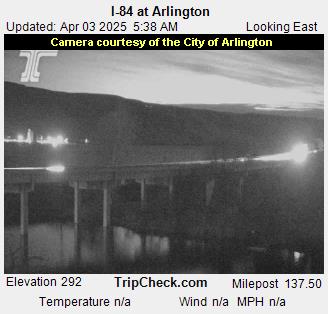 I-84 at Arlington
Updated: Apr 03 2025 5:38 AM Looking East
Camera courtesy of the City of Arlington
Elevation 292 TripCheck.com Milepost 137.50
Temperature n/a Wind n/a MPH n/a